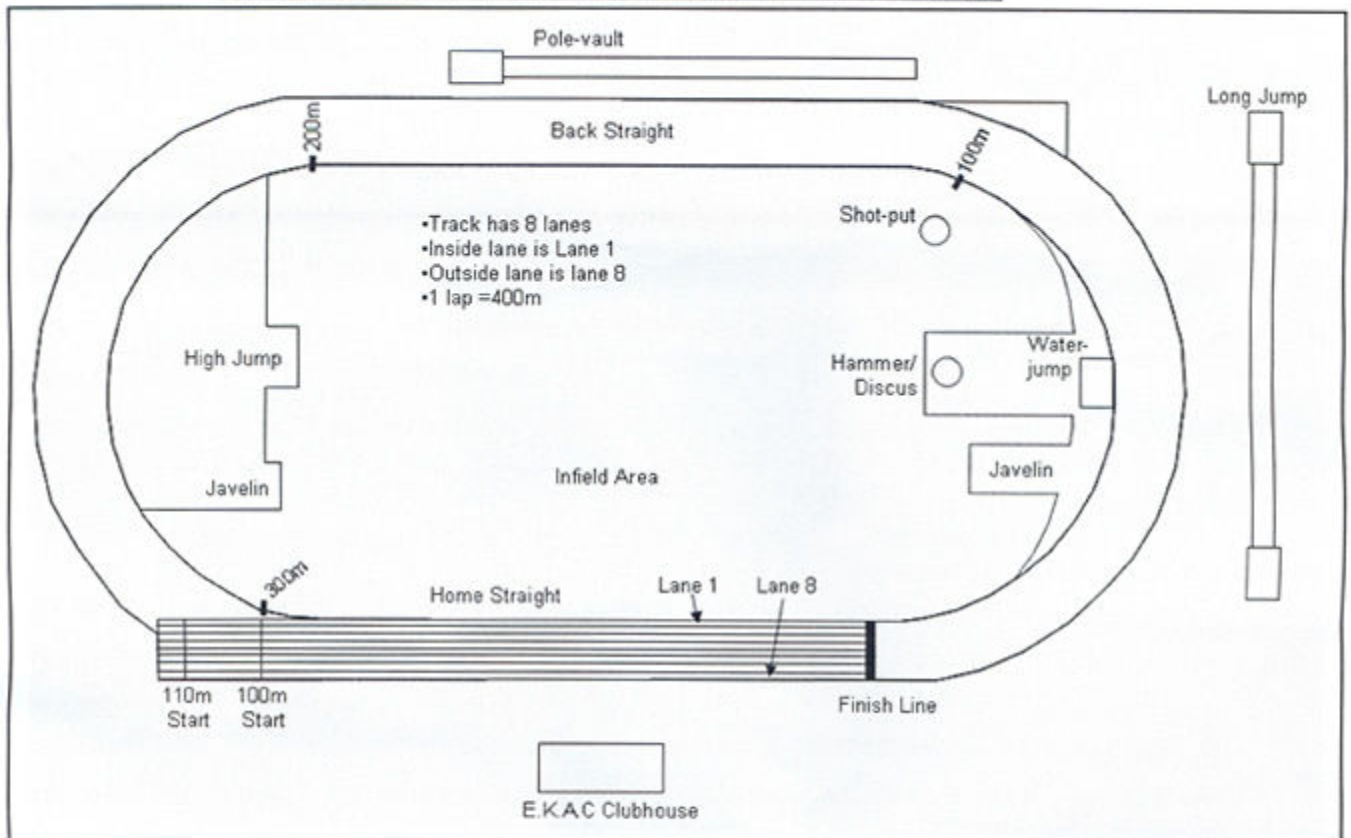 Pole-vault
Long Jump
200m
Back Straight
100m
•Track has 8 lanes
•Inside lane is Lane 1
•Outside lane is lane 8
•1 lap =400m
Shot-put
High Jump
Hammer/
Discus
Water-
jump
Javelin
Infield Area
Javelin
300m
Home Straight
Lane 1
Lane 8
110m
Start
100m
Start
Finish Line
E.K.A.C Clubhouse